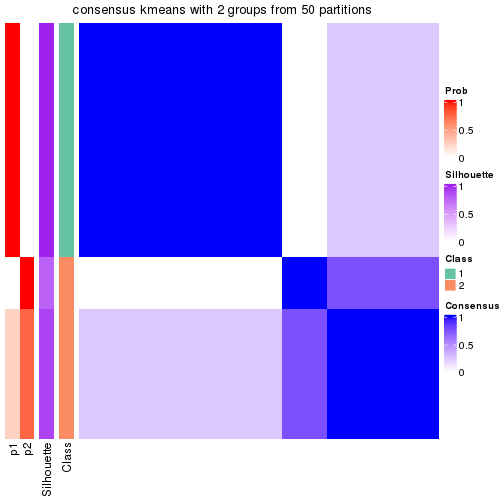 consensus kmeans with 2 groups from 50 partitions
Prob
1
0.5
0
Silhouette
1
0.5
0
Class
1
2
Consensus
1
0.5
0
p1
p2
Silhouette
Class